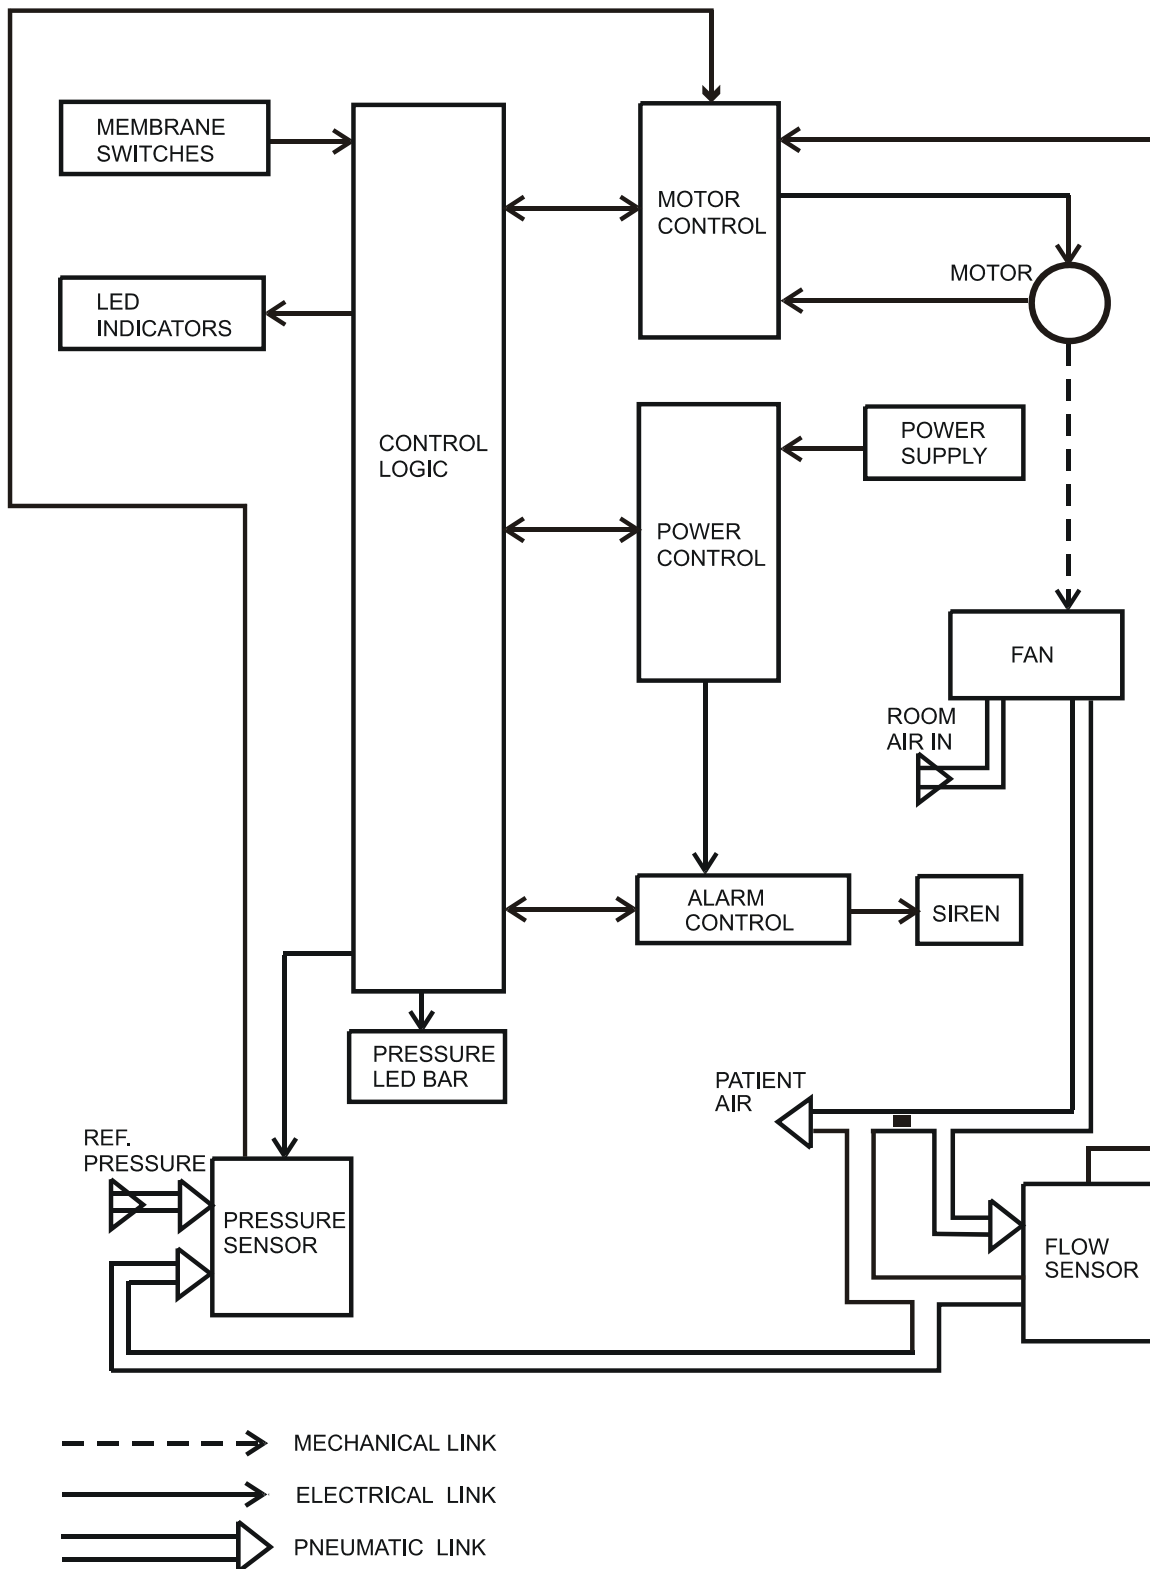 MEMBRANE
SWITCHES
MOTOR
CONTROL
MOTOR
LED
INDICATORS
CONTROL
LOGIC
POWER
SUPPLY
POWER
CONTROL
FAN
ROOM
AIR IN
ALARM
CONTROL
SIREN
PRESSURE
LED BAR
PATIENT
AIR
REF.
PRESSURE
PRESSURE
SENSOR
FLOW
SENSOR
MECHANICAL LINK
ELECTRICAL LINK
PNEUMATIC LINK